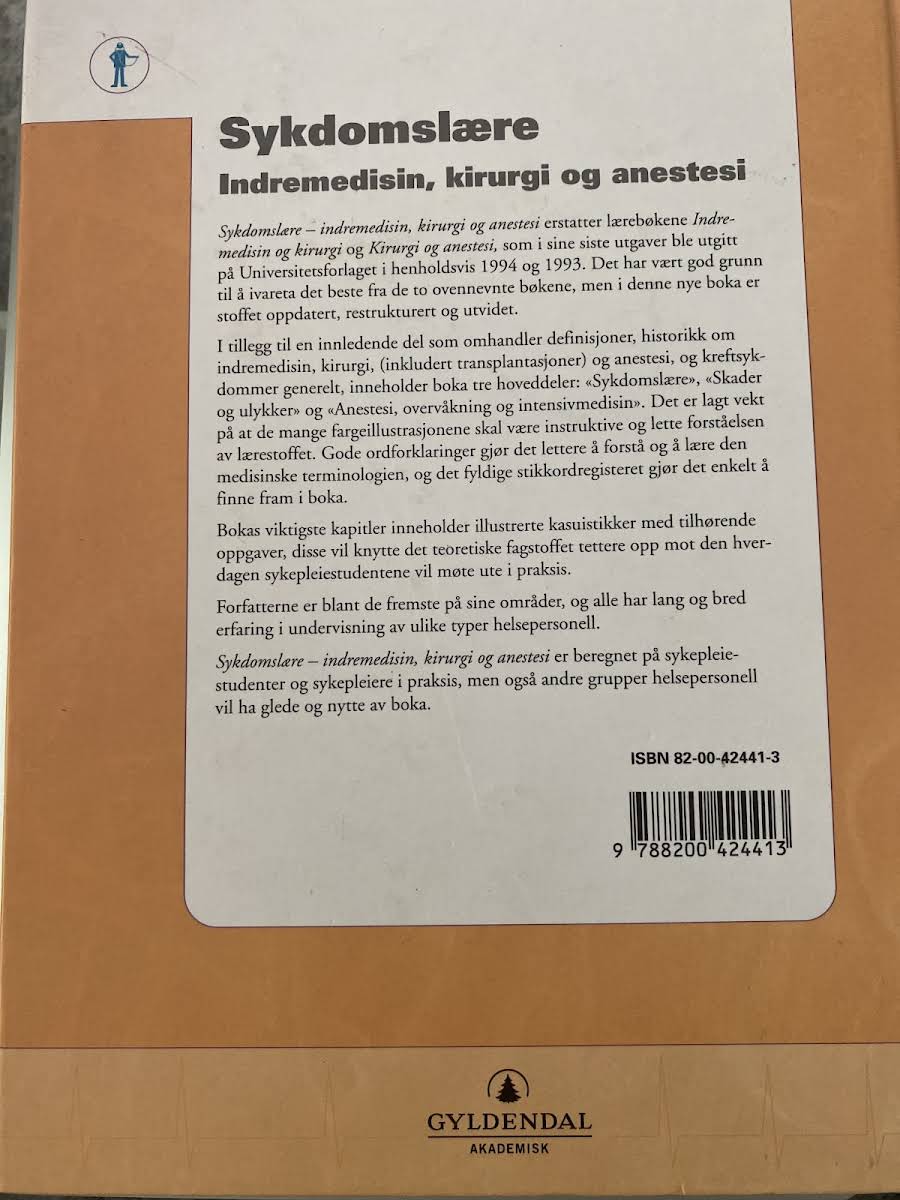 Sykdomslære
Indremedisin, kirurgi og anestesi
Sykdomslære – indremedisin, kirurgi og anestesi erstatter lærebøkene Indre-
medisin og kirurgi og Kirurgi og anestesi, som i sine siste utgaver ble utgitt
på Universitetsforlaget i henholdsvis 1994 og 1993. Det har vært god grunn
til å ivareta det beste fra de to ovennevnte bøkene, men i denne nye boka er
stoffet oppdatert, restrukturert og utvidet.
I tillegg til en innledende del som omhandler definisjoner, historikk om
indremedisin, kirurgi, (inkludert transplantasjoner) og anestesi, og kreftsyk-
dommer generelt, inneholder boka tre hoveddeler: «Sykdomslære», «Skader
og ulykker» og «Anestesi, overvåkning og intensivmedisin». Det er lagt vekt
på at de mange fargeillustrasjonene skal være instruktive og lette forståelsen
av lærestoffet. Gode ordforklaringer gjør det lettere å forstå og å lære den
medisinske terminologien, og det fyldige stikkordregisteret gjør det enkelt å
finne fram i boka.
Bokas viktigste kapitler inneholder illustrerte kasuistikker med tilhørende
oppgaver, disse vil knytte det teoretiske fagstoffet tettere opp mot den hver-
dagen sykepleiestudentene vil møte ute i praksis.
Forfatterne er blant de fremste på sine områder, og alle har lang og bred
erfaring i undervisning av ulike typer helsepersonell.
Sykdomslære – indremedisin, kirurgi og anestesi er beregnet på sykepleie-
studenter og sykepleiere i praksis, men også andre grupper helsepersonell
vil ha glede og nytte av boka.
ISBN 82-00-42441-3
9 788200 424413
GYLDENDAL
AKADEMISK